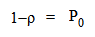 1−ρ = P₀